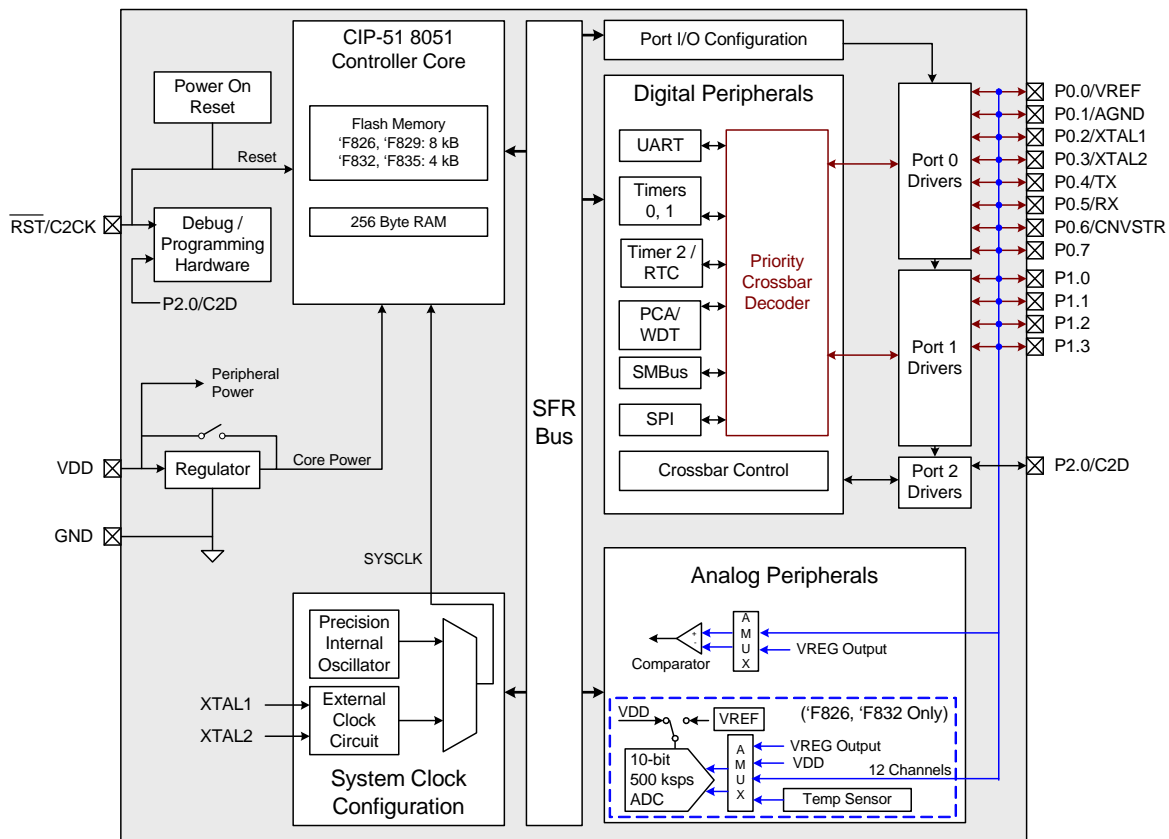 CIP-51 8051
Controller Core
Flash Memory
‘F826, ‘F829: 8 kB
‘F832, ‘F835: 4 kB
256 Byte RAM
Power On
Reset
Reset
RST/C2CK
Debug /
Programming
Hardware
P2.0/C2D
Peripheral
Power
VDD
Regulator
Core Power
GND
SYSCLK
Precision
Internal
Oscillator
XTAL1
XTAL2
External
Clock
Circuit
System Clock
Configuration
SFR
Bus
Port I/O Configuration
Digital Peripherals
UART
Timers
0, 1
Timer 2 /
RTC
PCA/
WDT
SMBus
SPI
Priority
Crossbar
Decoder
Crossbar Control
Port 0
Drivers
Port 1
Drivers
Port 2
Drivers
P0.0/VREF
P0.1/AGND
P0.2/XTAL1
P0.3/XTAL2
P0.4/TX
P0.5/RX
P0.6/CNVSTR
P0.7
P1.0
P1.1
P1.2
P1.3
P2.0/C2D
Analog Peripherals
+
-
Comparator
A
M
U
X
VREG Output
(‘F826, ‘F832 Only)
VDD
VREF
10-bit
500 ksps
ADC
A
M
U
X
VREG Output
VDD
12 Channels
Temp Sensor